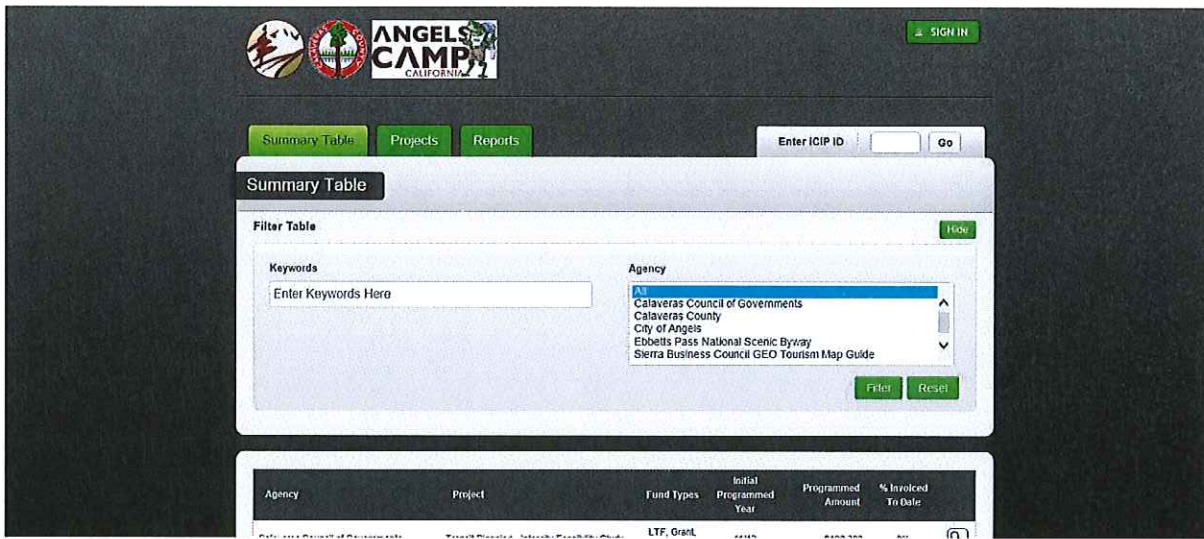 ANGELS
CAMP
CALIFORNIA
CALAVERAS COUNTY
SIGN IN
Summary Table
Projects
Reports
Enter ICIP ID
Go
Summary Table
Filter Table
Hide
Keywords
Agency
Enter Keywords Here
All
Calaveras Council of Governments
Calaveras County
City of Angels
Ebbetts Pass National Scenic Byway
Sierra Business Council GEO Tourism Map Guide
Filter
Reset
Agency
Project
Fund Types
Initial
Programmed
Year
Programmed
Amount
% Invoiced
To Date
LTF, Grant,